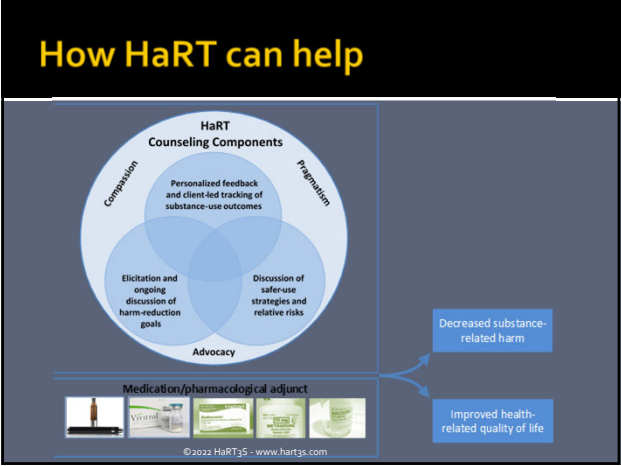 How HaRT can help
HaRT
Counseling Components
Compassion
Pragmatism
Personalized feedback
and client-led tracking of
substance-use outcomes
Elicitation and
ongoing
discussion of
harm-reduction
goals
Discussion of
safer-use
strategies and
relative risks
Advocacy
Decreased substance-
related harm
Improved health-
related quality of life
Medication/pharmacological adjunct
Vivitrol
METHADONE
©2022 HaRT3S - www.hart3s.com